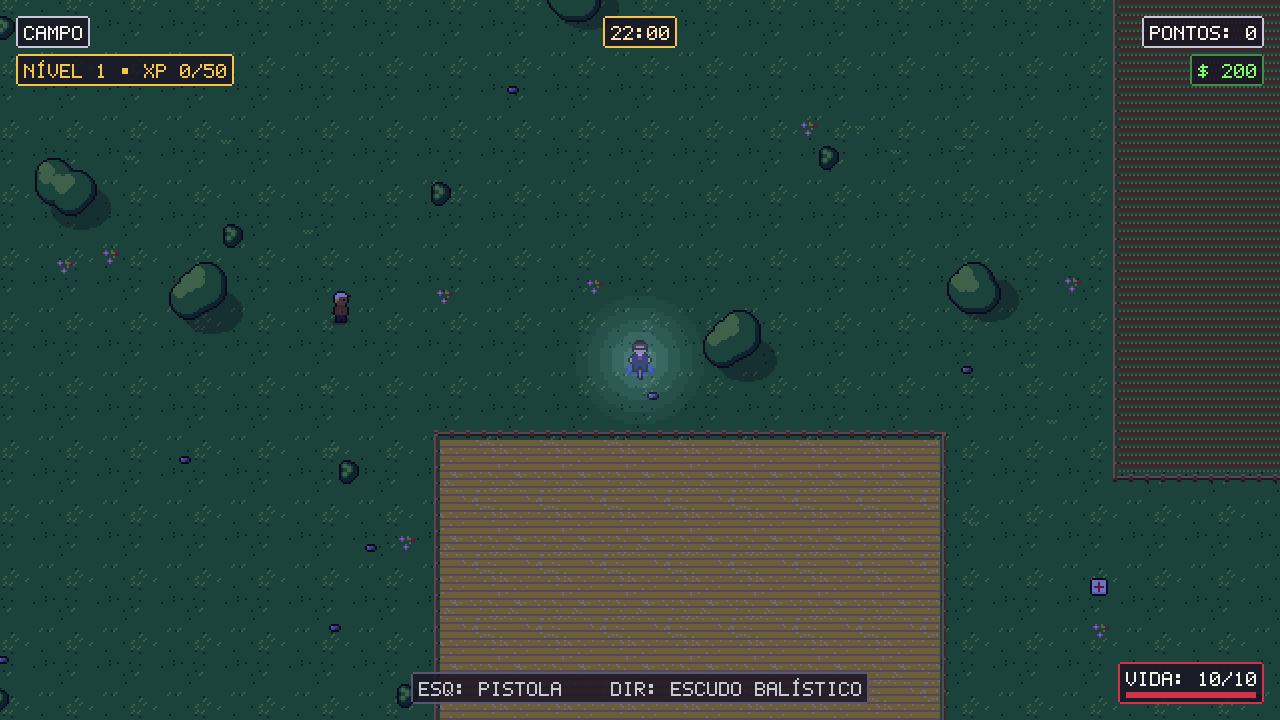 CAMPO
22:00
PONTOS: 0
NÍVEL 1 ▪ XP 0/50
$ 200
ESQ: PISTOLA    DIR: ESCUDO BALÍSTICO
VIDA: 10/10